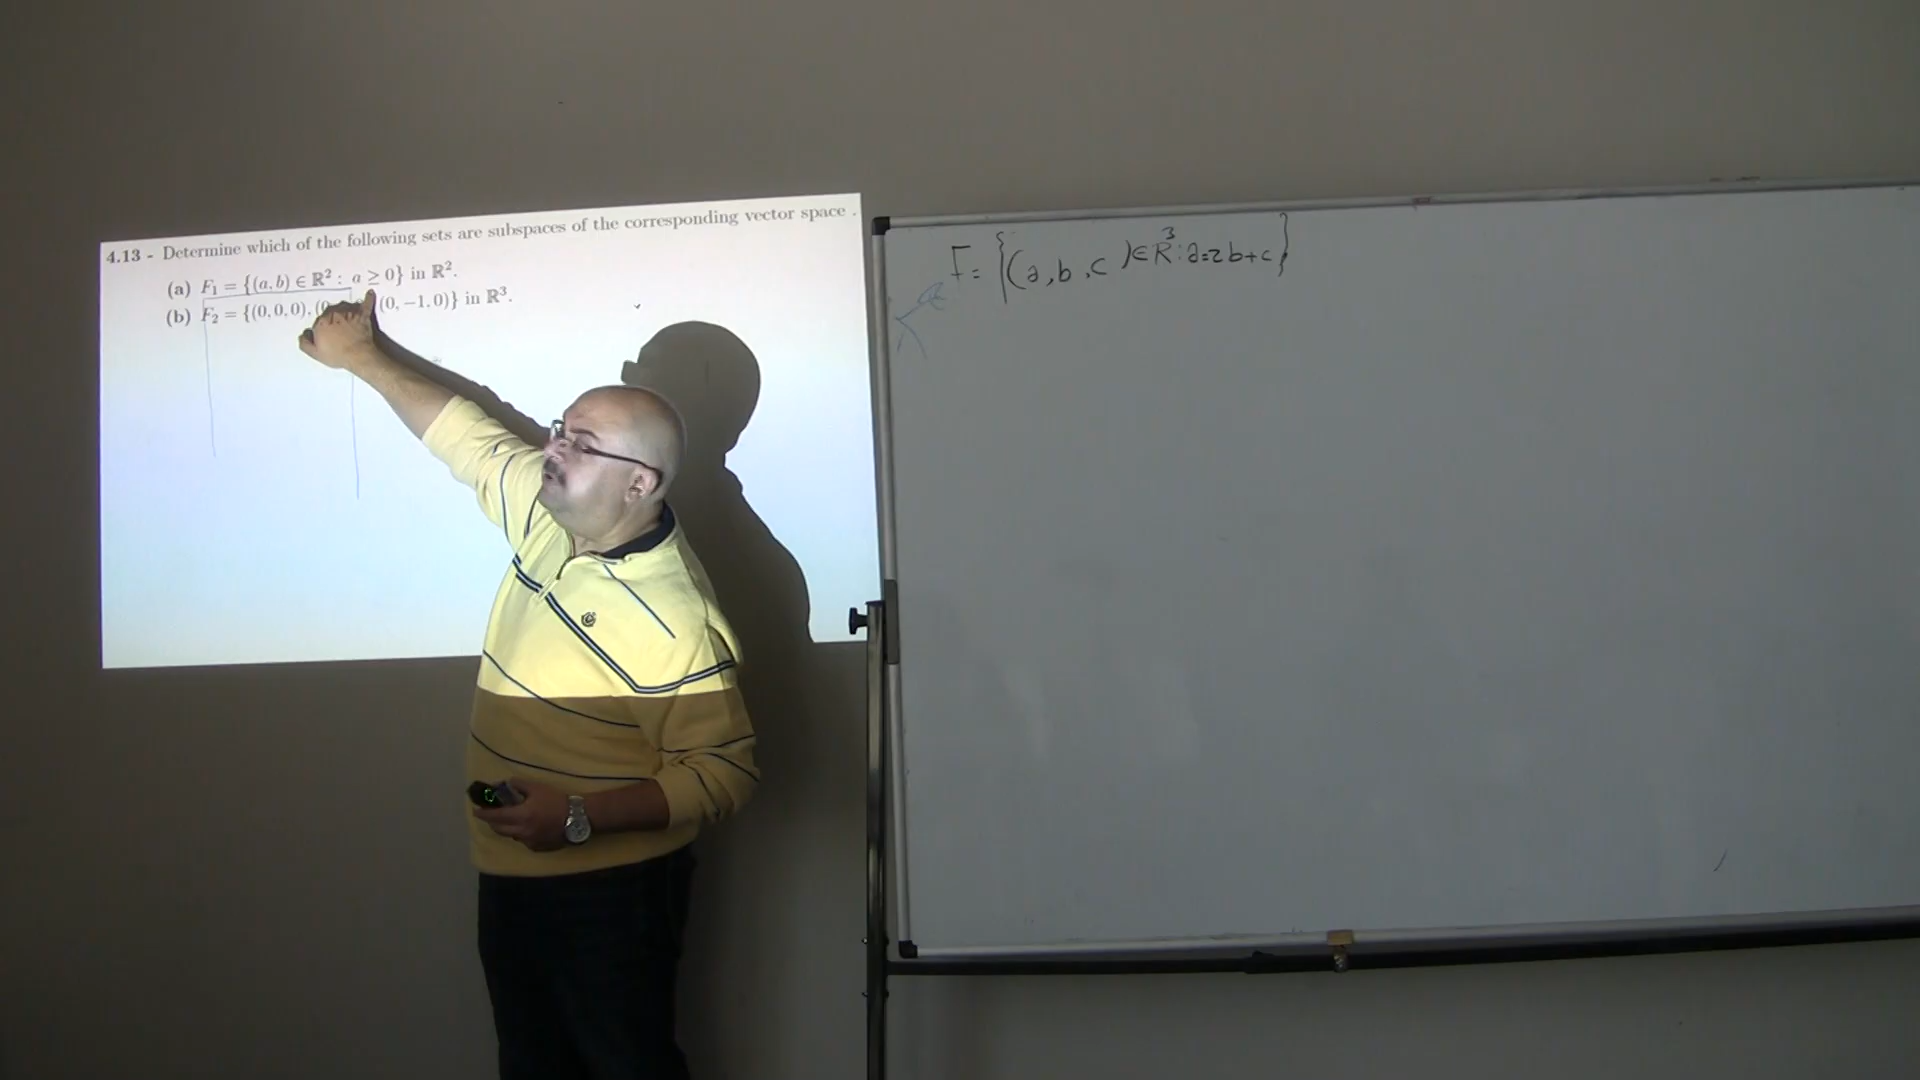 4.13 - Determine which of the following sets are subspaces of the corresponding vector space .
(a) F₁ = {(a, b) ∈ ℝ² : a ≥ 0} in ℝ².
(b) F₂ = {(0, 0, 0), (0, (0, −1, 0)} in ℝ³.
F = {(a, b, c) ∈ R³ : a = 2b + c}